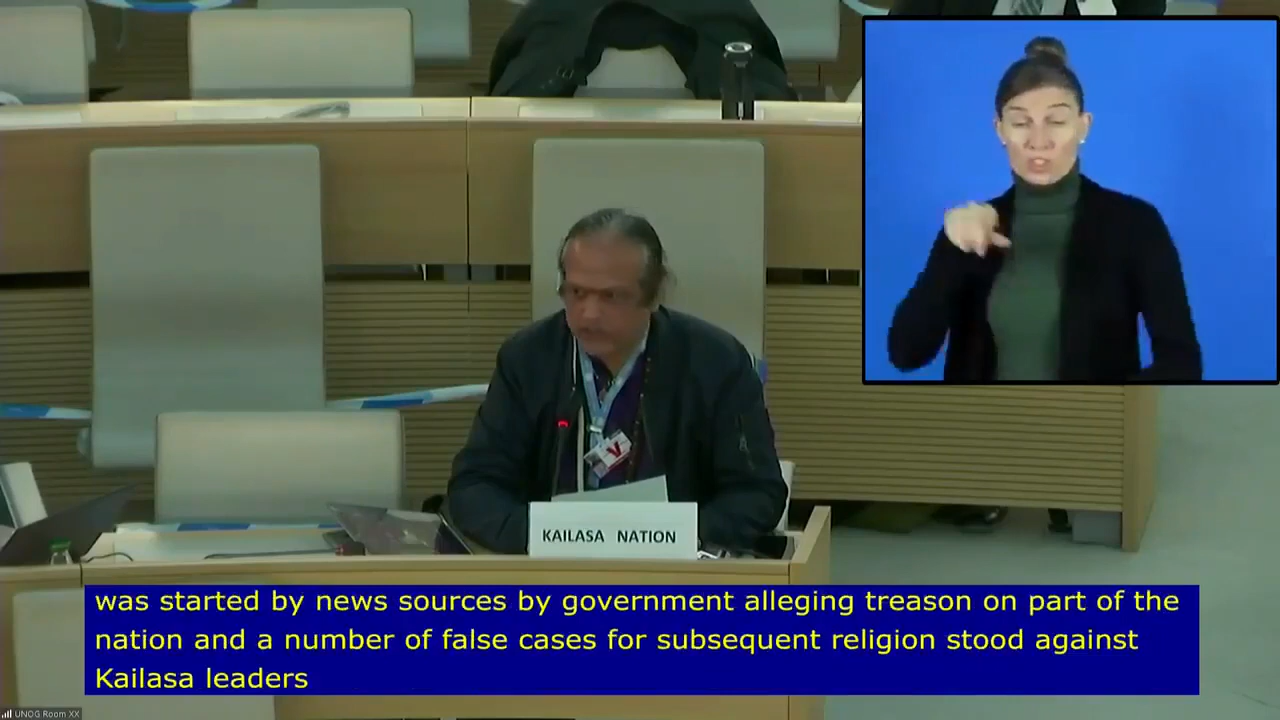 KAILASA NATION
was started by news sources by government alleging treason on part of the
nation and a number of false cases for subsequent religion stood against
Kailasa leaders
UNOG Room XX